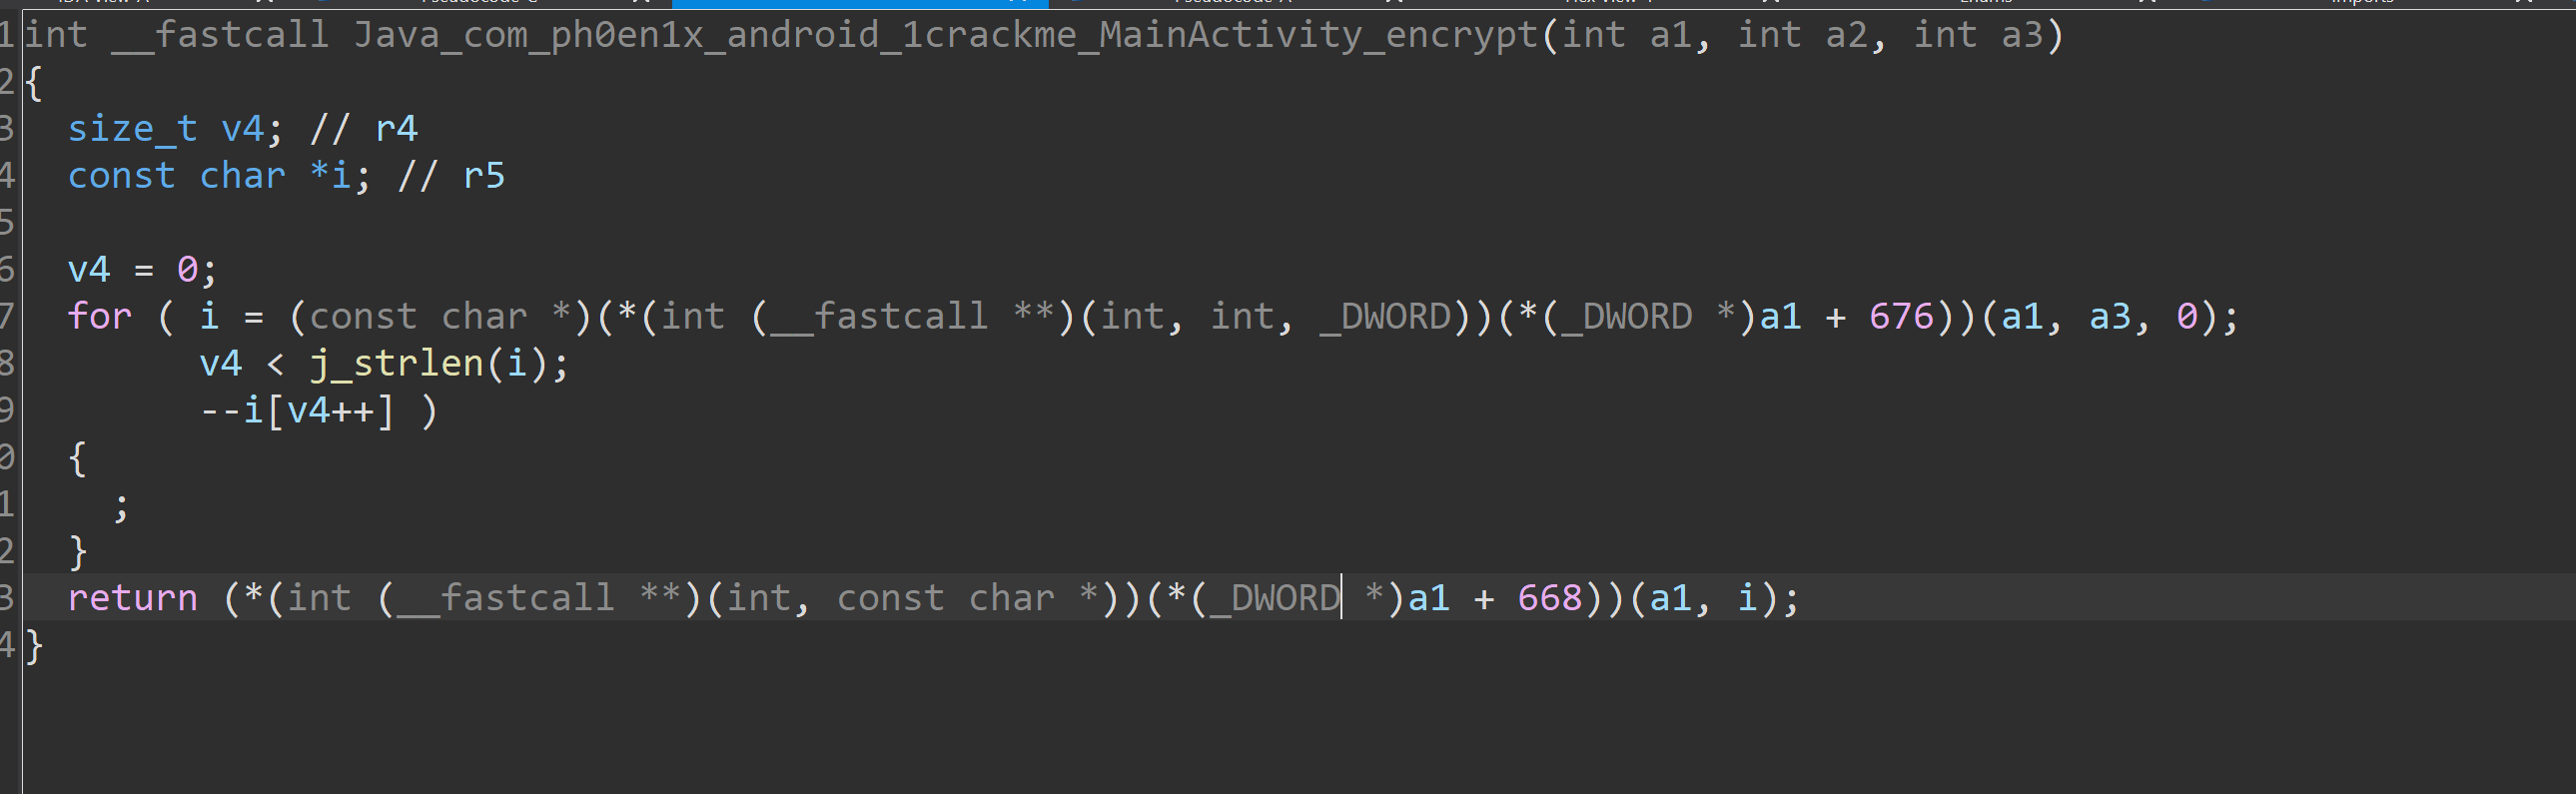 1 int __fastcall Java_com_ph0en1x_android_1crackme_MainActivity_encrypt(int a1, int a2, int a3)
2 {
3   size_t v4; // r4
4   const char *i; // r5
5
6   v4 = 0;
7   for ( i = (const char *)(*(int (__fastcall **)(int, int, _DWORD))(*(_DWORD *)a1 + 676))(a1, a3, 0);
8         v4 < j_strlen(i);
9         --i[v4++] )
0   {
1     ;
2   }
3   return (*(int (__fastcall **)(int, const char *))(*(_DWORD *)a1 + 668))(a1, i);
4 }